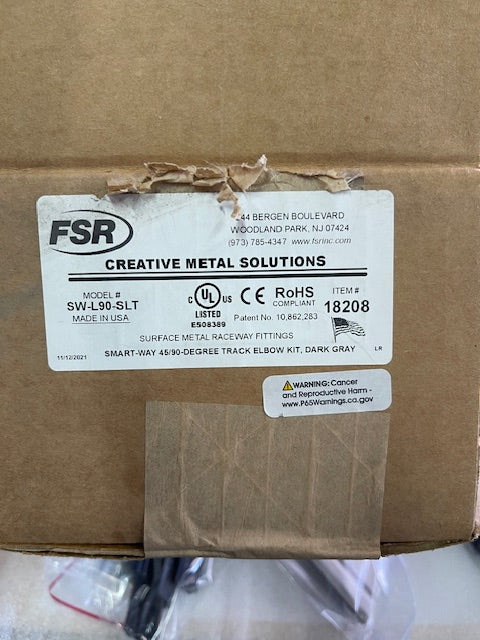 FSR
44 BERGEN BOULEVARD
WOODLAND PARK, NJ 07424
(973) 785-4347 www.fsrinc.com
CREATIVE METAL SOLUTIONS
MODEL #
SW-L90-SLT
MADE IN USA
C UL US
LISTED
E508389
CE
RoHS
COMPLIANT
Patent No. 10,862,283
ITEM #
18208
SURFACE METAL RACEWAY FITTINGS
11/12/2021
SMART-WAY 45/90-DEGREE TRACK ELBOW KIT, DARK GRAY
LR
WARNING: Cancer
and Reproductive Harm -
www.P65Warnings.ca.gov